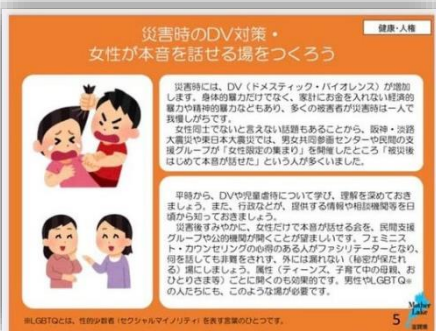 災害時のDV対策・
女性が本音を話せる場をつくろう
健康・人権
災害時には、DV（ドメスティック・バイオレンス）が増加
します。身体的暴力だけでなく、家計にお金を入れない経済的
暴力や精神的暴力などもあり、多くの被害者が災害時は一人で
我慢しがちです。
女性同士でないと言えない話題もあることから、阪神・淡路
大震災や東日本大震災では、男女共同参画センターや民間の支
援グループが「女性限定の集まり」を開催したところ「被災後
はじめて本音が話せた」という人が多くいました。
平時から、DVや児童虐待について学び、理解を深めておき
ましょう。また、行政などが、提供する情報や相談機関等を日
頃から知っておきましょう。
災害後すみやかに、女性だけで本音が話せる会を、民間支援
グループや公的機関が開くことが望ましいです。フェミニス
ト・カウンセリングの心得のある人がファシリテーターとなり、
何を話しても非難をされず、外には漏れない（秘密が保たれ
る）場にしましょう。属性（ティーンズ、子育て中の母親、お
ひとりさま等）ごとに開くのも効果的です。男性やLGBTQ※
の人たちにも、このような場が必要です。
※LGBTQとは、性的少数者（セクシャルマイノリティ）を表す言葉のひとつです。
5
Mother
Lake
滋賀県